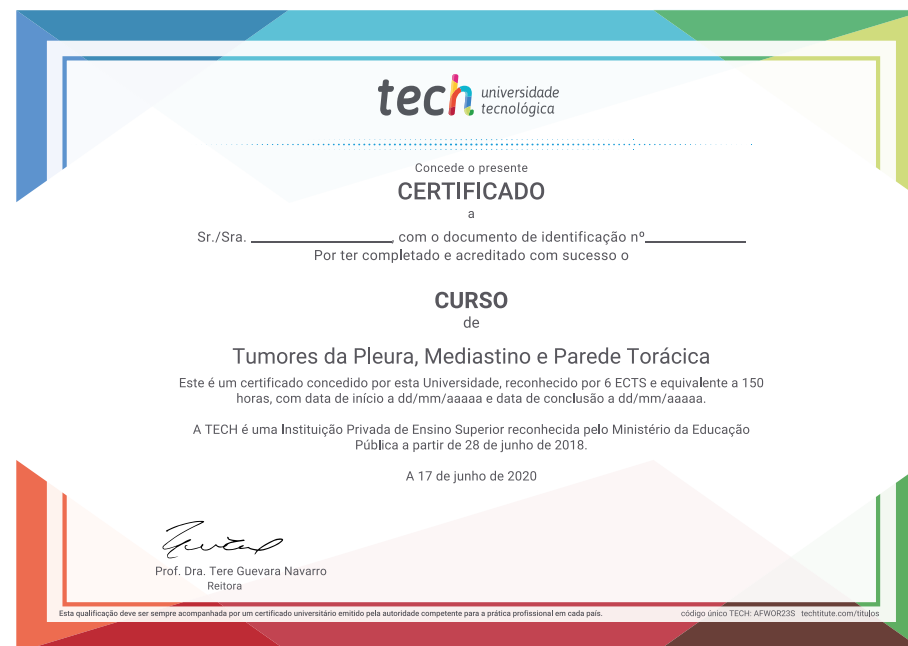 tech universidade
tecnológica
Concede o presente
CERTIFICADO
a
Sr./Sra. ____________________, com o documento de identificação nº______________
Por ter completado e acreditado com sucesso o
CURSO
de
Tumores da Pleura, Mediastino e Parede Torácica
Este é um certificado concedido por esta Universidade, reconhecido por 6 ECTS e equivalente a 150
horas, com data de início a dd/mm/aaaaa e data de conclusão a dd/mm/aaaaa.
A TECH é uma Instituição Privada de Ensino Superior reconhecida pelo Ministério da Educação
Pública a partir de 28 de junho de 2018.
A 17 de junho de 2020
Prof. Dra. Tere Guevara Navarro
Reitora
Esta qualificação deve ser sempre acompanhada por um certificado universitário emitido pela autoridade competente para a prática profissional em cada país. código único TECH: AFWOR23S techtitute.com/titulos